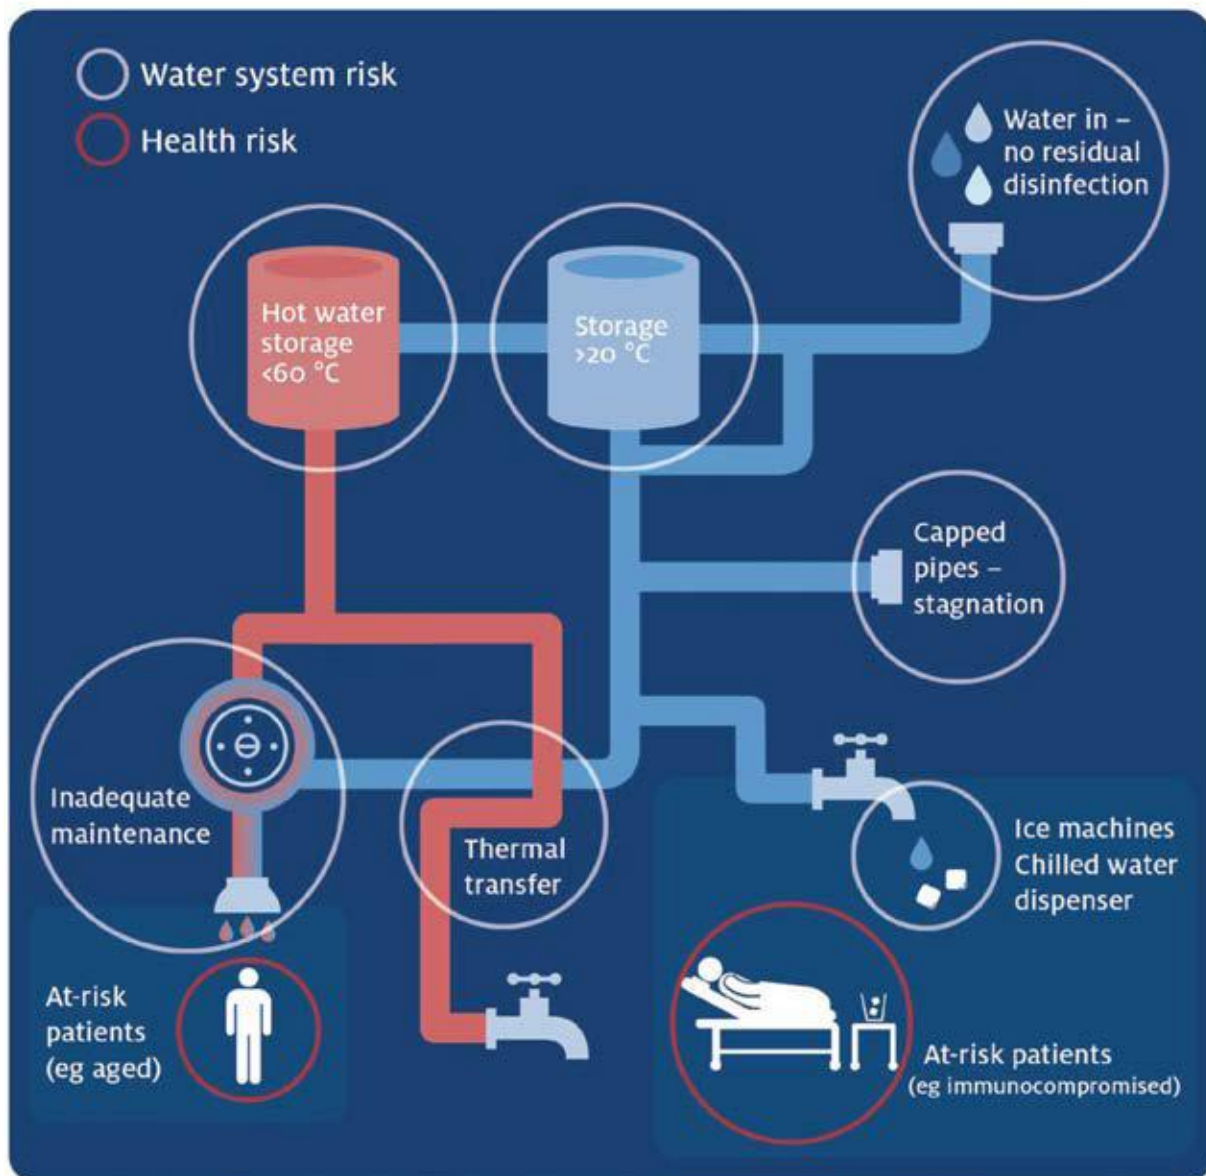 Water system risk
Health risk
Water in –
no residual
disinfection
Hot water
storage
<60 °C
Storage
>20 °C
Capped
pipes –
stagnation
Inadequate
maintenance
Thermal
transfer
Ice machines
Chilled water
dispenser
At-risk
patients
(eg aged)
At-risk patients
(eg immunocompromised)